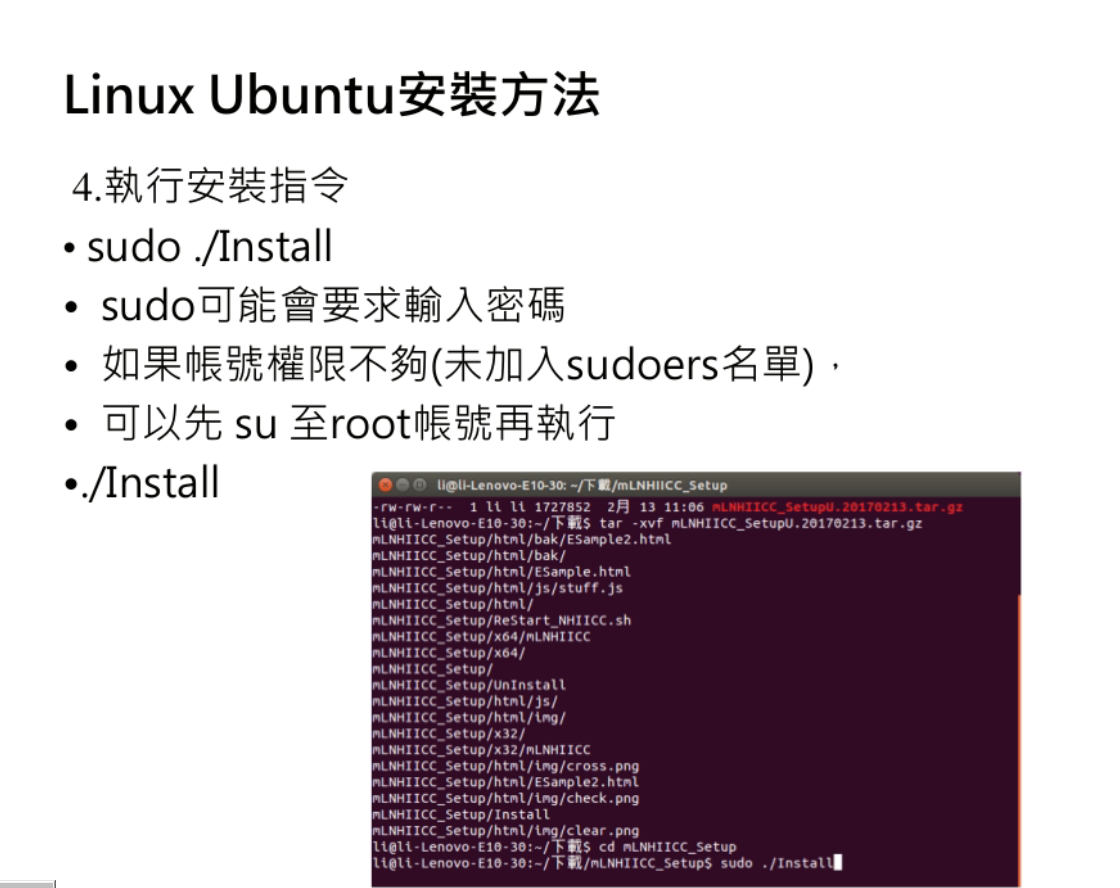 Linux Ubuntu安裝方法
4.執行安裝指令
• sudo ./Install
• sudo可能會要求輸入密碼
• 如果帳號權限不夠(未加入sudoers名單)，
• 可以先 su 至root帳號再執行
•./Install
li@li-Lenovo-E10-30: ~/下載/mLNHIICC_Setup
-rw-rw-r-- 1 li li 1727852 2月 13 11:06 mLNHIICC_SetupU.20170213.tar.gz
li@li-Lenovo-E10-30:~/下載$ tar -xvf mLNHIICC_SetupU.20170213.tar.gz
mLNHIICC_Setup/html/bak/ESample2.html
mLNHIICC_Setup/html/bak/
mLNHIICC_Setup/html/ESample.html
mLNHIICC_Setup/html/js/stuff.js
mLNHIICC_Setup/html/
mLNHIICC_Setup/ReStart_NHIICC.sh
mLNHIICC_Setup/x64/mLNHIICC
mLNHIICC_Setup/x64/
mLNHIICC_Setup/
mLNHIICC_Setup/UnInstall
mLNHIICC_Setup/html/js/
mLNHIICC_Setup/html/img/
mLNHIICC_Setup/x32/
mLNHIICC_Setup/x32/mLNHIICC
mLNHIICC_Setup/html/img/cross.png
mLNHIICC_Setup/html/ESample2.html
mLNHIICC_Setup/html/img/check.png
mLNHIICC_Setup/Install
mLNHIICC_Setup/html/img/clear.png
li@li-Lenovo-E10-30:~/下載$ cd mLNHIICC_Setup
li@li-Lenovo-E10-30:~/下載/mLNHIICC_Setup$ sudo ./Install